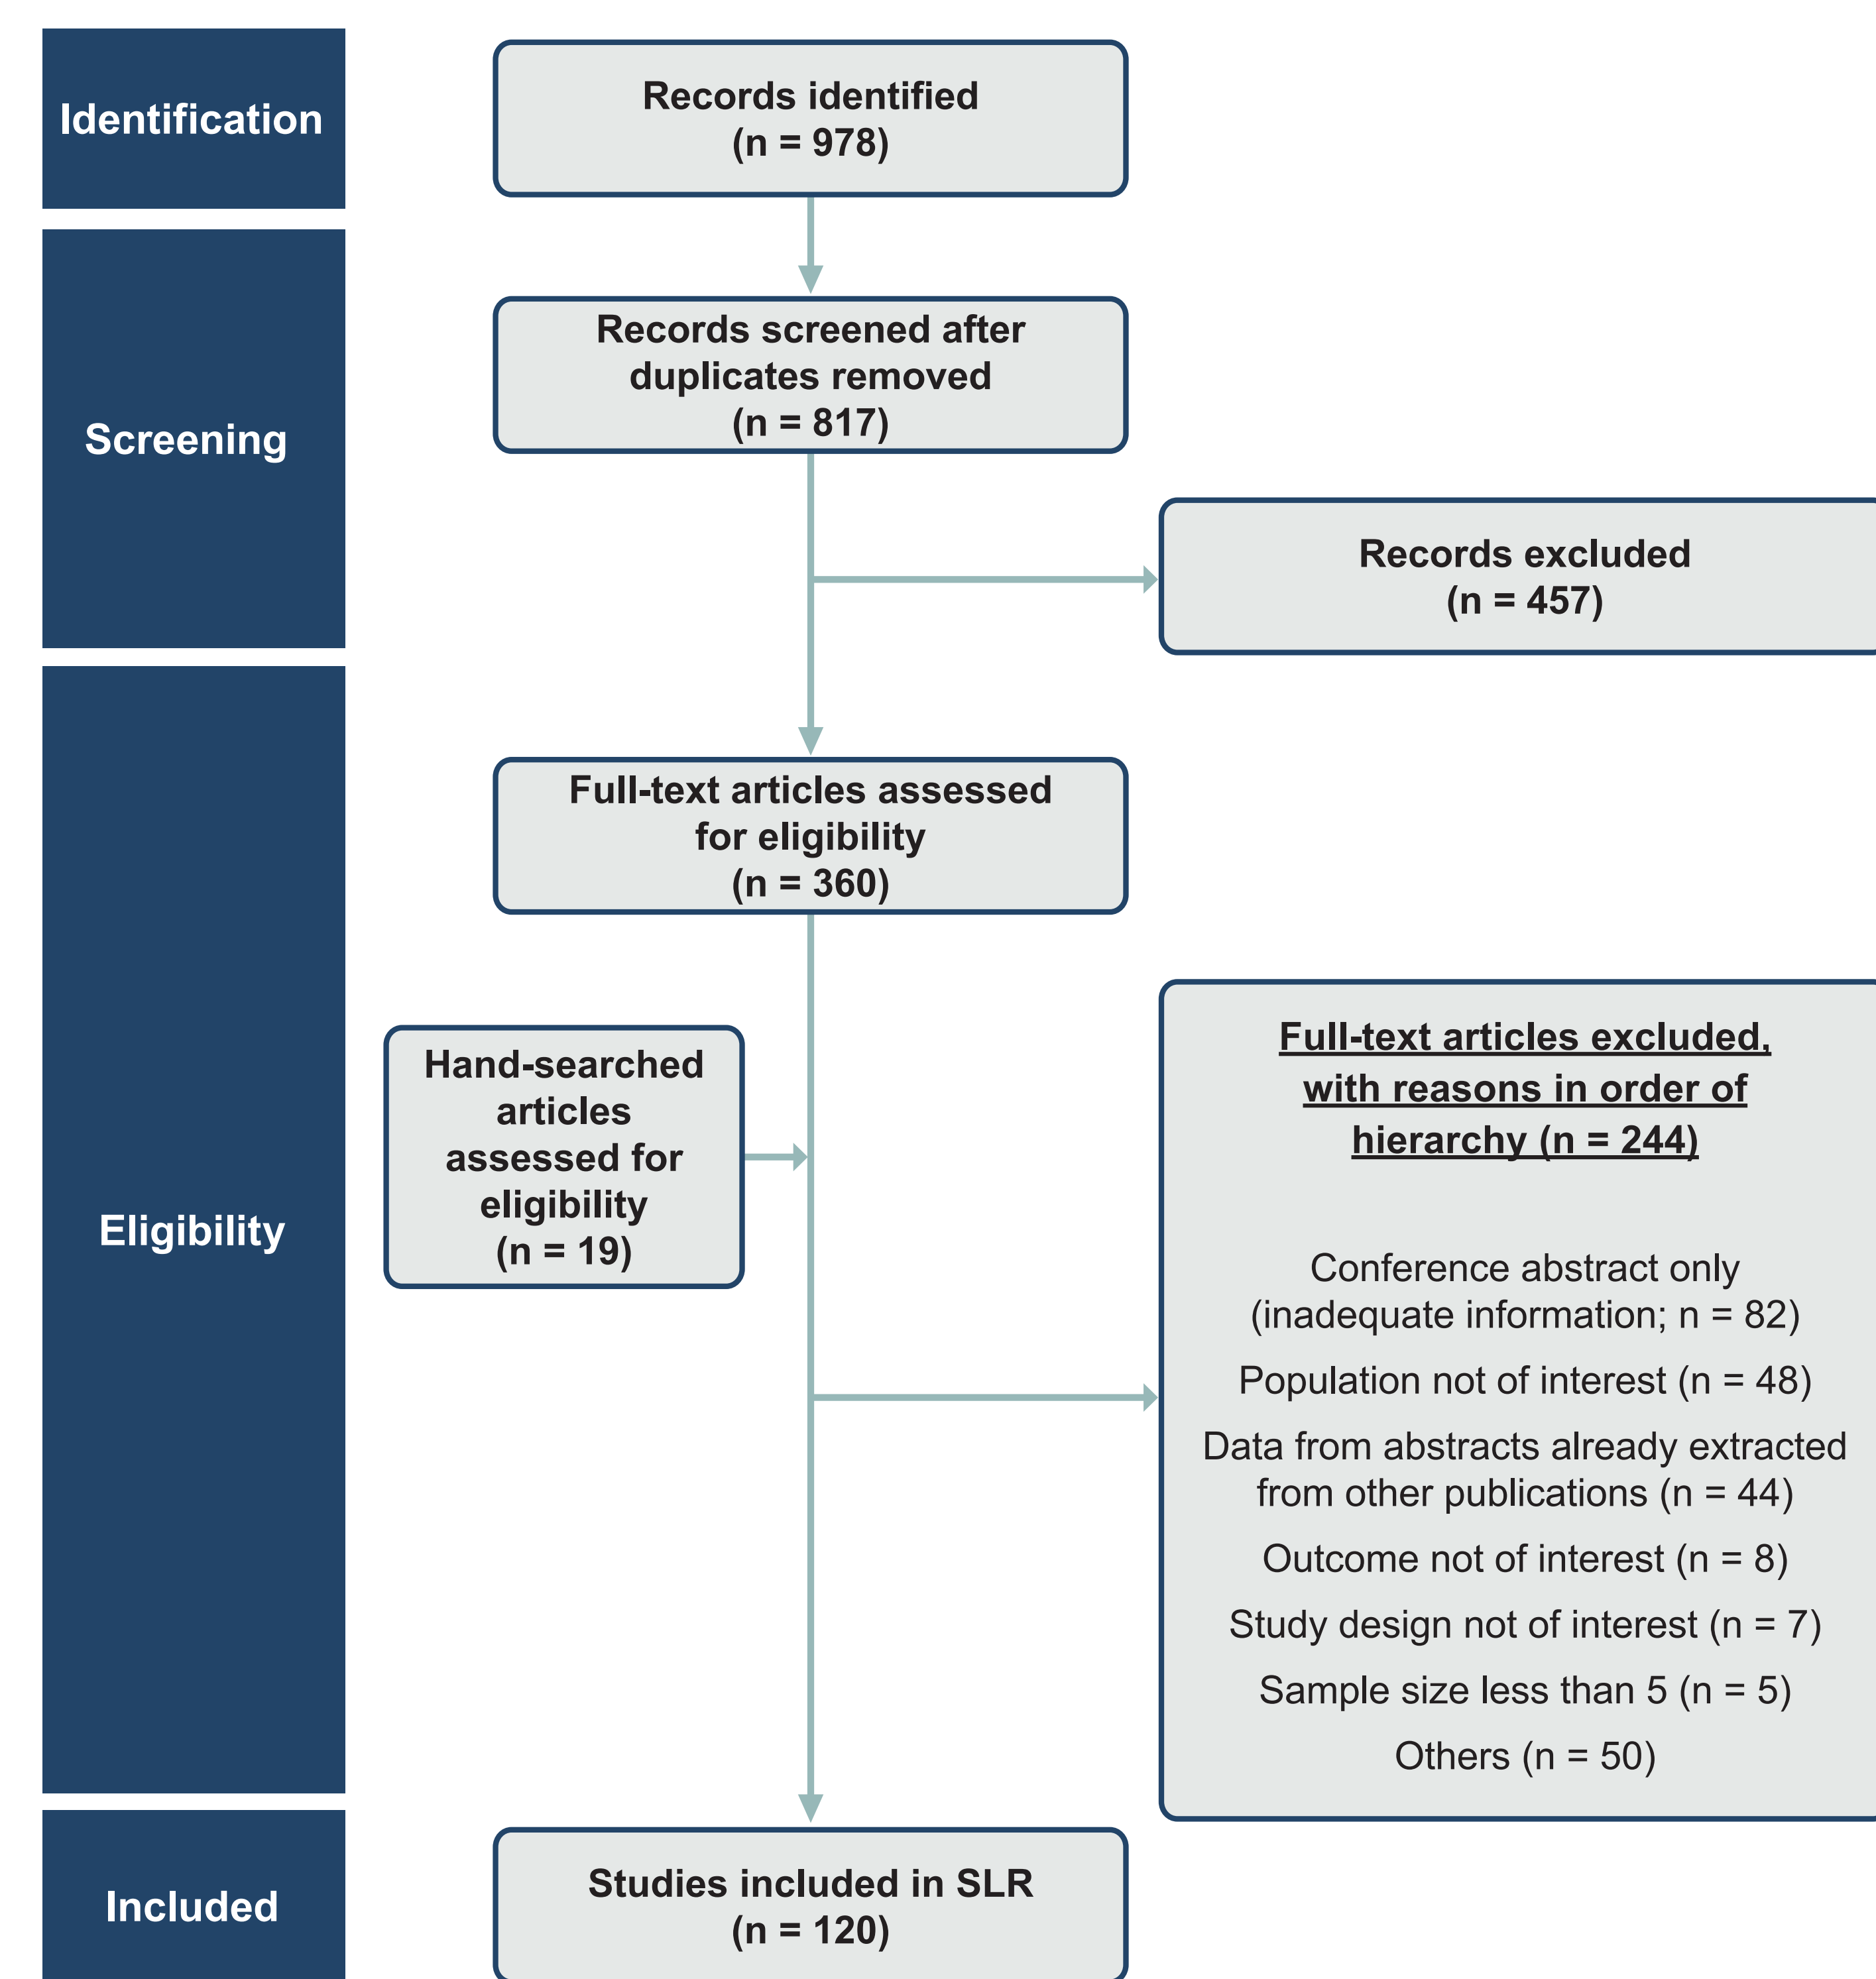 Identification
Records identified
(n = 978)
Screening
Records screened after
duplicates removed
(n = 817)
Records excluded
(n = 457)
Eligibility
Full-text articles assessed
for eligibility
(n = 360)
Hand-searched
articles
assessed for
eligibility
(n = 19)
Full-text articles excluded,
with reasons in order of
hierarchy (n = 244)
Conference abstract only
(inadequate information; n = 82)
Population not of interest (n = 48)
Data from abstracts already extracted
from other publications (n = 44)
Outcome not of interest (n = 8)
Study design not of interest (n = 7)
Sample size less than 5 (n = 5)
Others (n = 50)
Included
Studies included in SLR
(n = 120)